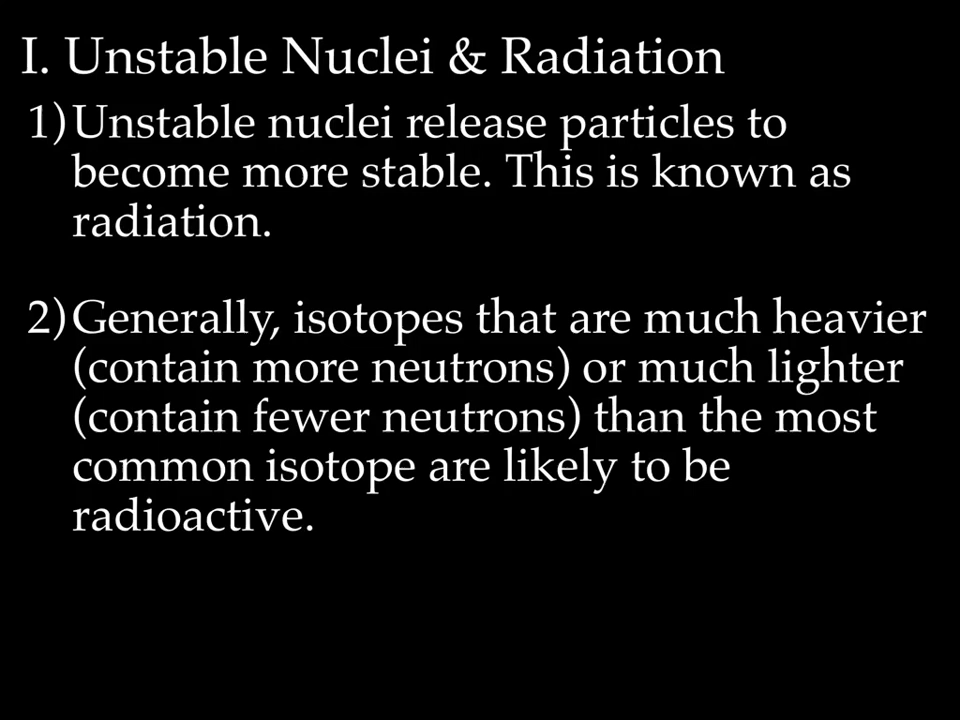 I. Unstable Nuclei & Radiation
1) Unstable nuclei release particles to
become more stable. This is known as
radiation.
2) Generally, isotopes that are much heavier
(contain more neutrons) or much lighter
(contain fewer neutrons) than the most
common isotope are likely to be
radioactive.